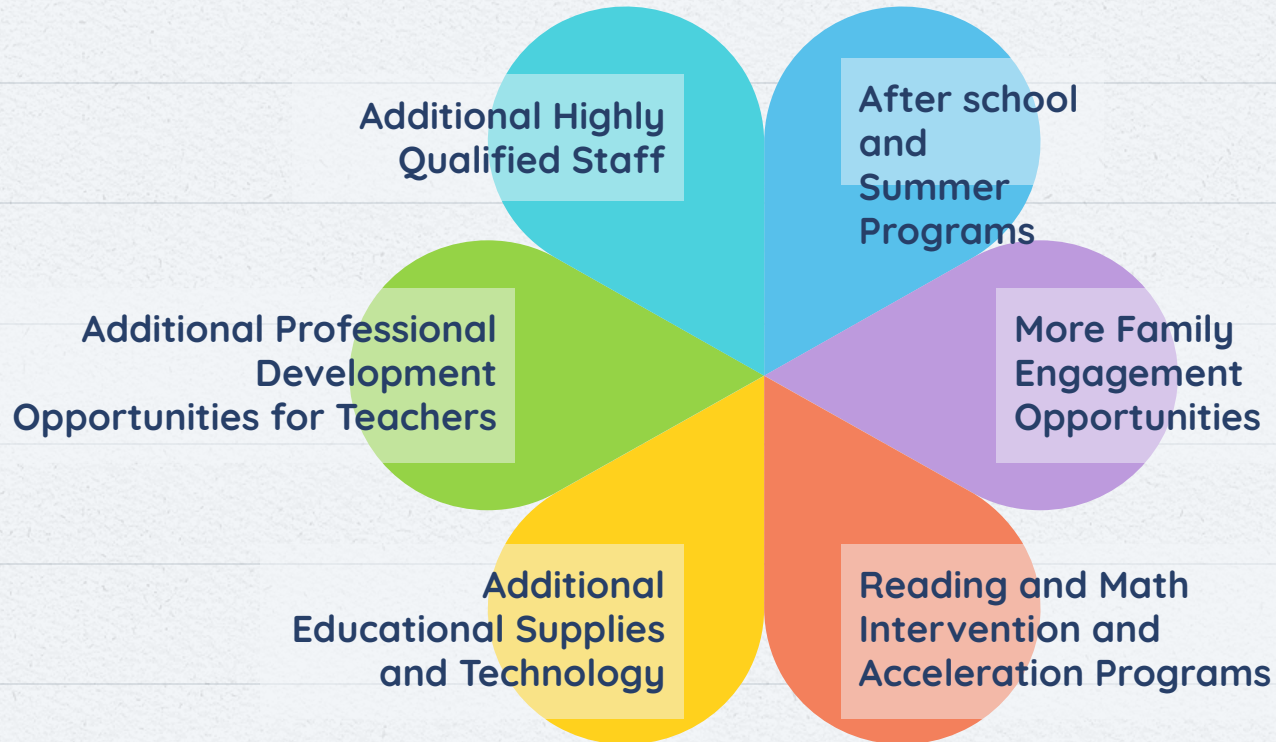 Additional Highly
Qualified Staff
After school
and
Summer
Programs
Additional Professional
Development
Opportunities for Teachers
More Family
Engagement
Opportunities
Additional
Educational Supplies
and Technology
Reading and Math
Intervention and
Acceleration Programs